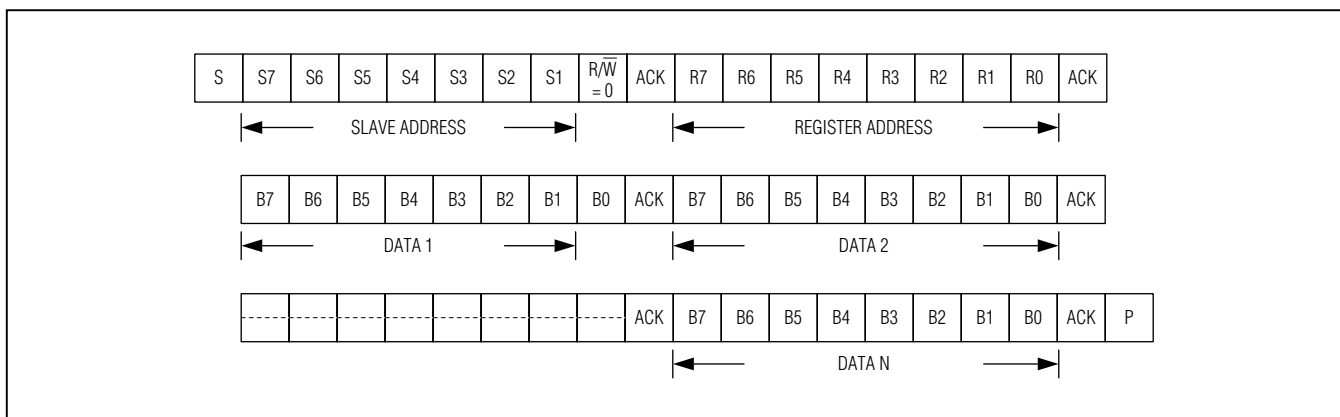 S S7 S6 S5 S4 S3 S2 S1 R/W̅ = 0 ACK R7 R6 R5 R4 R3 R2 R1 R0 ACK
SLAVE ADDRESS REGISTER ADDRESS
B7 B6 B5 B4 B3 B2 B1 B0 ACK B7 B6 B5 B4 B3 B2 B1 B0 ACK
DATA 1 DATA 2
ACK B7 B6 B5 B4 B3 B2 B1 B0 ACK P
DATA N